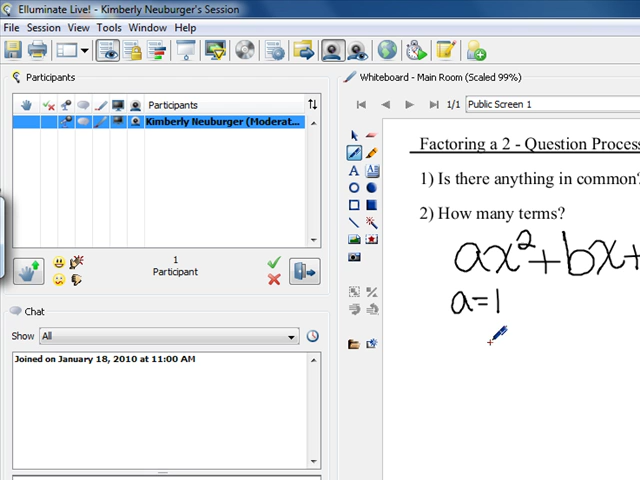 Elluminate Live! - Kimberly Neuburger's Session
File Session View Tools Window Help
Participants
Participants
Kimberly Neuburger (Moderat...
1
Participant
Chat
Show All
Joined on January 18, 2010 at 11:00 AM
Whiteboard - Main Room (Scaled 99%)
1/1 Public Screen 1
Factoring a 2 - Question Process
1) Is there anything in common?
2) How many terms?
ax²+bx+
a=1